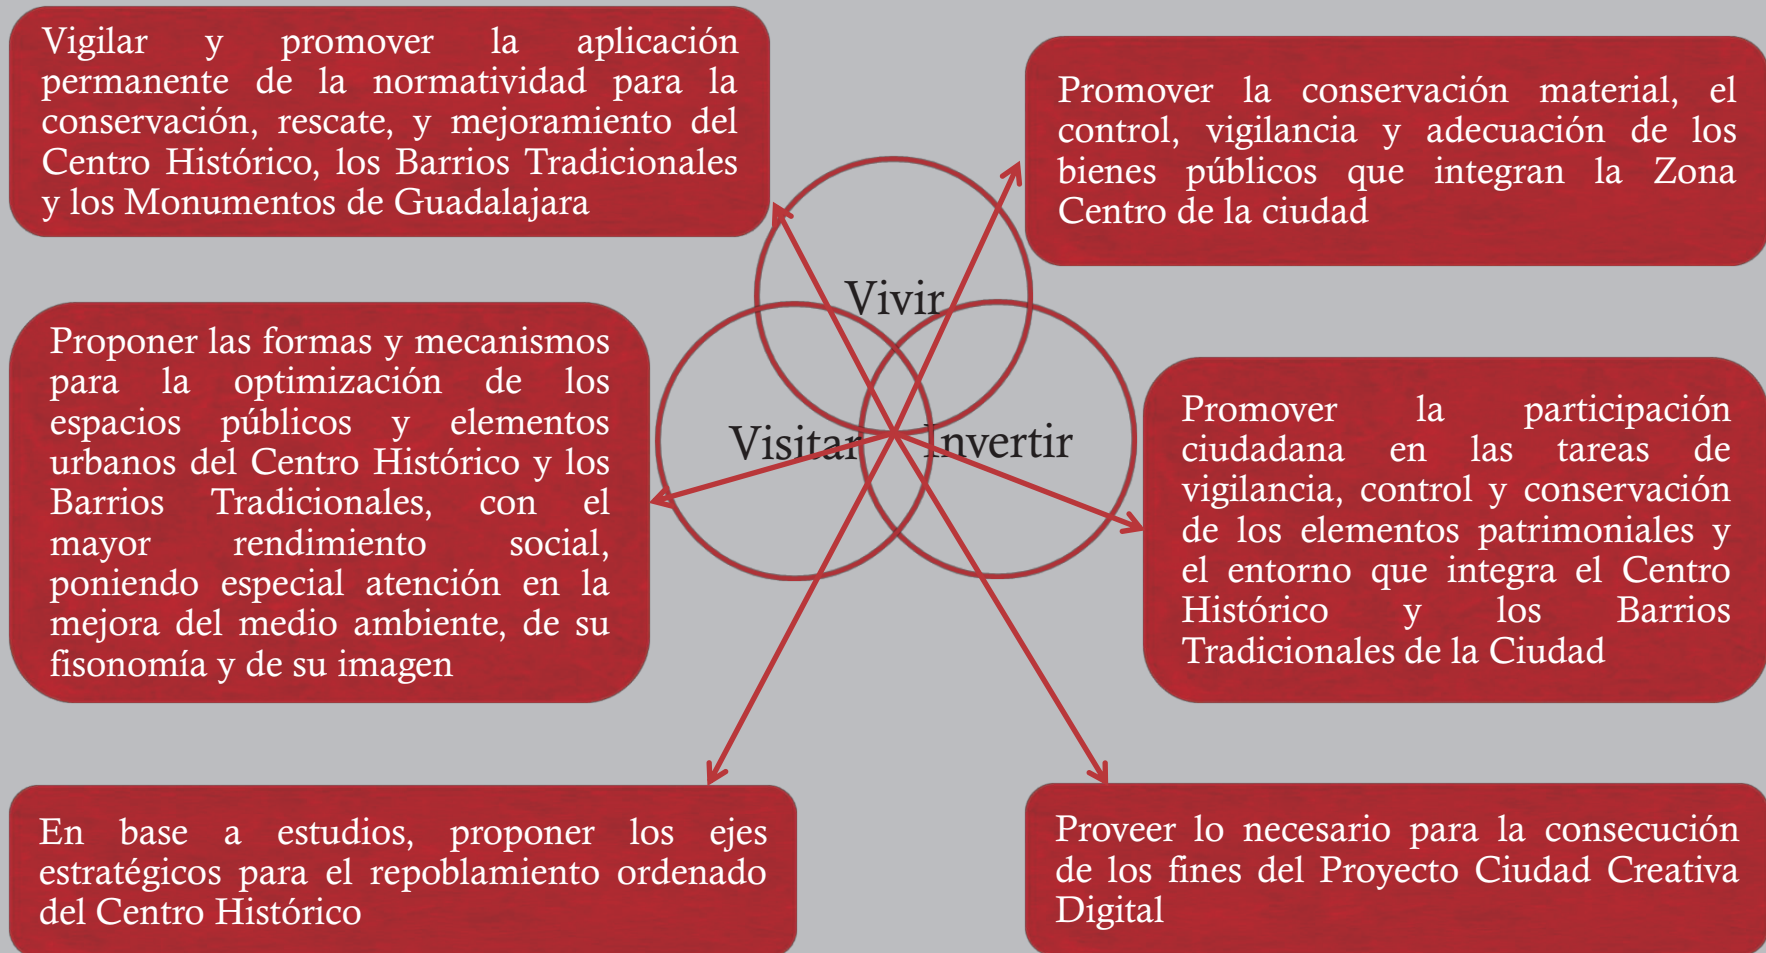 Vigilar y promover la aplicación
permanente de la normatividad para la
conservación, rescate, y mejoramiento del
Centro Histórico, los Barrios Tradicionales
y los Monumentos de Guadalajara
Promover la conservación material, el
control, vigilancia y adecuación de los
bienes públicos que integran la Zona
Centro de la ciudad
Vivir
Visitar
Invertir
Proponer las formas y mecanismos
para la optimización de los
espacios públicos y elementos
urbanos del Centro Histórico y los
Barrios Tradicionales, con el
mayor rendimiento social,
poniendo especial atención en la
mejora del medio ambiente, de su
fisonomía y de su imagen
Promover la participación
ciudadana en las tareas de
vigilancia, control y conservación
de los elementos patrimoniales y
el entorno que integra el Centro
Histórico y los Barrios
Tradicionales de la Ciudad
En base a estudios, proponer los ejes
estratégicos para el repoblamiento ordenado
del Centro Histórico
Proveer lo necesario para la consecución
de los fines del Proyecto Ciudad Creativa
Digital